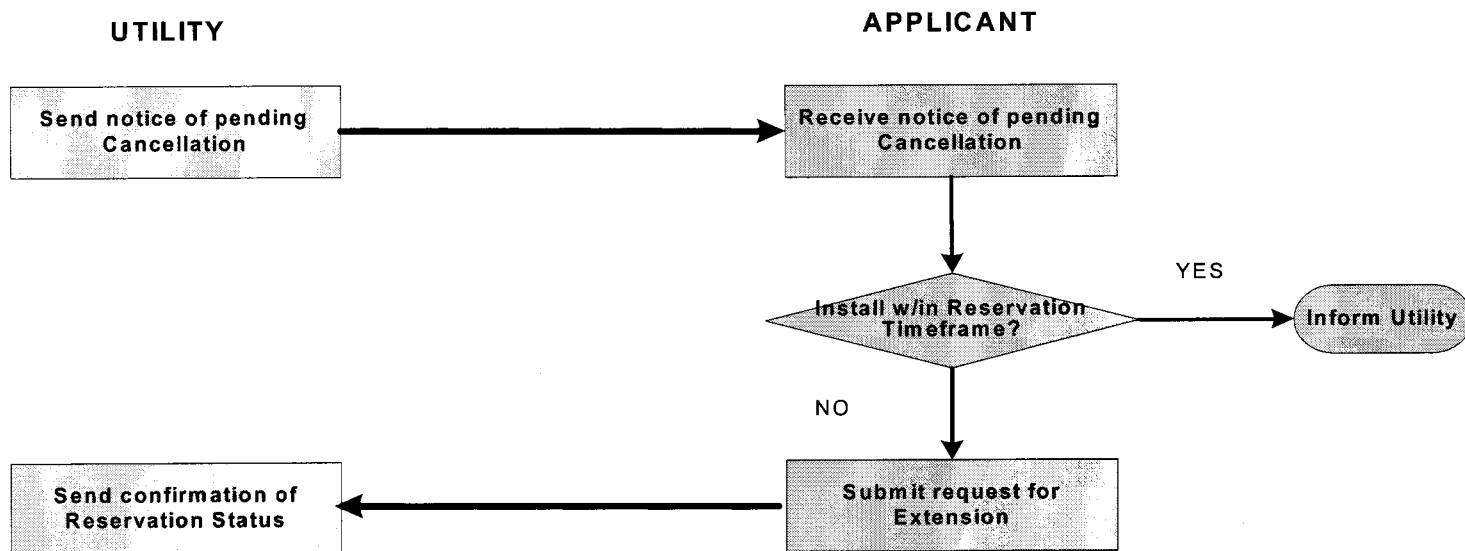 UTILITY
APPLICANT
Send notice of pending
Cancellation
Receive notice of pending
Cancellation
Install w/in Reservation
Timeframe?
YES
Inform Utility
NO
Send confirmation of
Reservation Status
Submit request for
Extension